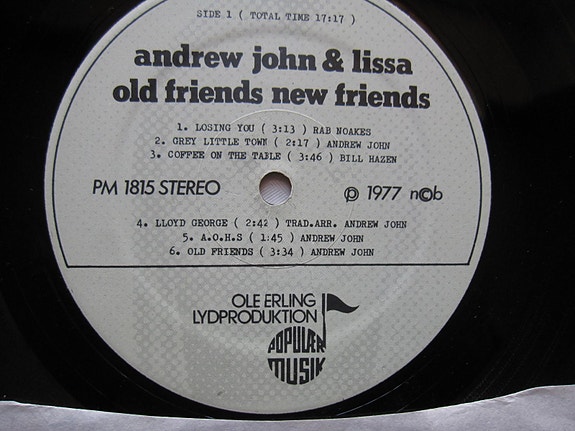 SIDE 1 ( TOTAL TIME 17:17 )
andrew john & lissa
old friends new friends
1. LOSING YOU ( 3:13 ) RAB NOAKES
2. GREY LITTLE TOWN ( 2:17 ) ANDREW JOHN
3. COFFEE ON THE TABLE ( 3:46 ) BILL HAZEN
PM 1815 STEREO ℗ 1977 n©b
4. LLOYD GEORGE ( 2:42 ) TRAD.ARR. ANDREW JOHN
5. A.O.H.S ( 1:45 ) ANDREW JOHN
6. OLD FRIENDS ( 3:34 ) ANDREW JOHN
OLE ERLING
LYDPRODUKTION
POPULÆR
MUSIK